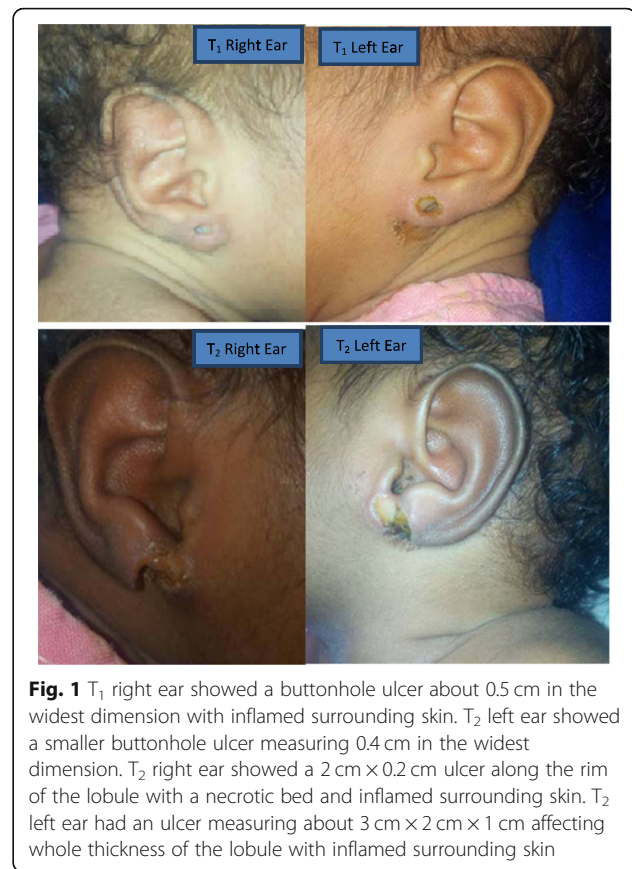 T1 Right Ear
T1 Left Ear
T2 Right Ear
T2 Left Ear
Fig. 1 T1 right ear showed a buttonhole ulcer about 0.5 cm in the
widest dimension with inflamed surrounding skin. T2 left ear showed
a smaller buttonhole ulcer measuring 0.4 cm in the widest
dimension. T2 right ear showed a 2 cm × 0.2 cm ulcer along the rim
of the lobule with a necrotic bed and inflamed surrounding skin. T2
left ear had an ulcer measuring about 3 cm × 2 cm × 1 cm affecting
whole thickness of the lobule with inflamed surrounding skin